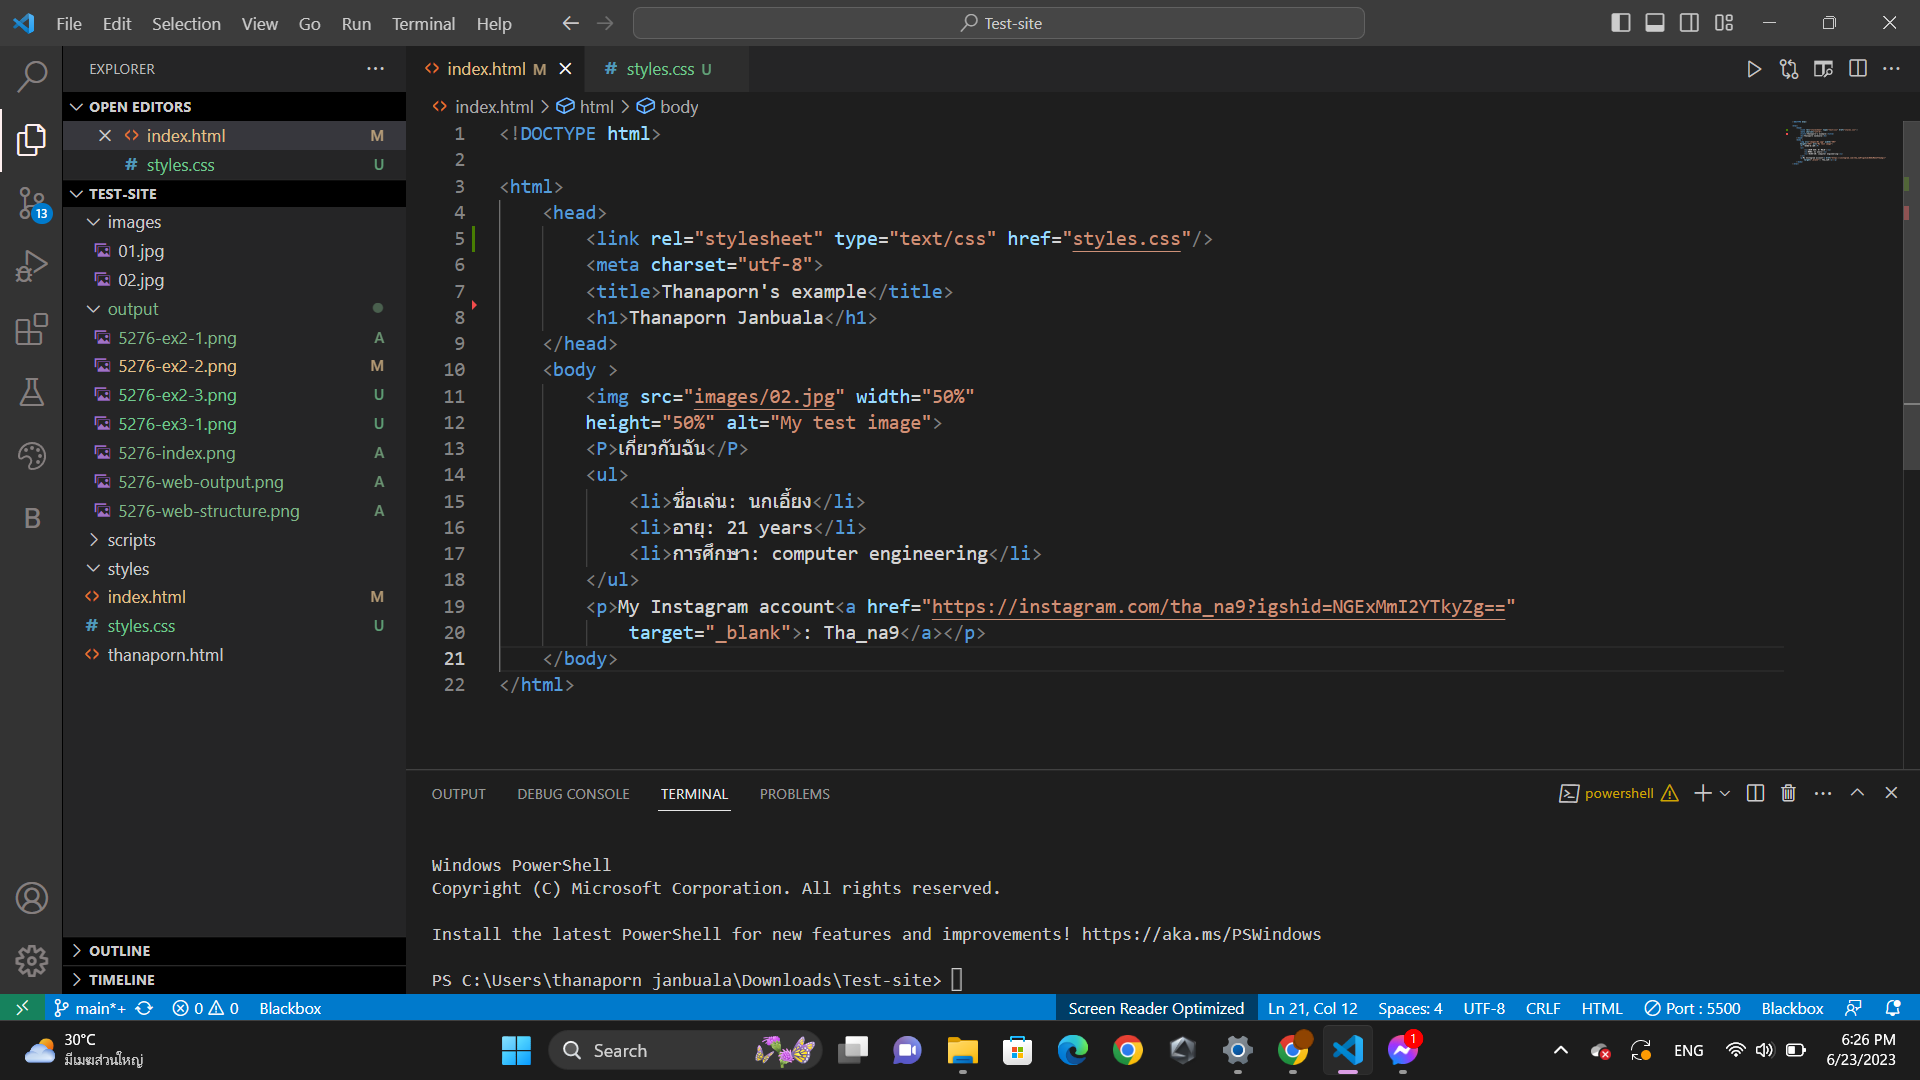 File Edit Selection View Go Run Terminal Help
Test-site
EXPLORER
OPEN EDITORS
index.html M
styles.css U
TEST-SITE
images
01.jpg
02.jpg
output
5276-ex2-1.png A
5276-ex2-2.png M
5276-ex2-3.png U
5276-ex3-1.png U
5276-index.png A
5276-web-output.png A
5276-web-structure.png A
scripts
styles
index.html M
styles.css U
thanaporn.html
OUTLINE
TIMELINE
13
B
index.html M
styles.css U
index.html > html > body
1 <!DOCTYPE html>
2
3 <html>
4 <head>
5 <link rel="stylesheet" type="text/css" href="styles.css"/>
6 <meta charset="utf-8">
7 <title>Thanaporn's example</title>
8 <h1>Thanaporn Janbuala</h1>
9 </head>
10 <body >
11 <img src="images/02.jpg" width="50%"
12 height="50%" alt="My test image">
13 <P>เกี่ยวกับฉัน</P>
14 <ul>
15 <li>ชื่อเล่น: นกเอี้ยง</li>
16 <li>อายุ: 21 years</li>
17 <li>การศึกษา: computer engineering</li>
18 </ul>
19 <p>My Instagram account<a href="https://instagram.com/tha_na9?igshid=NGExMmI2YTkyZg=="
20 target="_blank">: Tha_na9</a></p>
21 </body>
22 </html>
OUTPUT DEBUG CONSOLE TERMINAL PROBLEMS
powershell
Windows PowerShell
Copyright (C) Microsoft Corporation. All rights reserved.
Install the latest PowerShell for new features and improvements! https://aka.ms/PSWindows
PS C:\Users\thanaporn janbuala\Downloads\Test-site>
main*+ 0 0 Blackbox
Screen Reader Optimized Ln 21, Col 12 Spaces: 4 UTF-8 CRLF HTML Port : 5500 Blackbox
30°C
มีเมฆส่วนใหญ่
Search
1
ENG
6:26 PM
6/23/2023